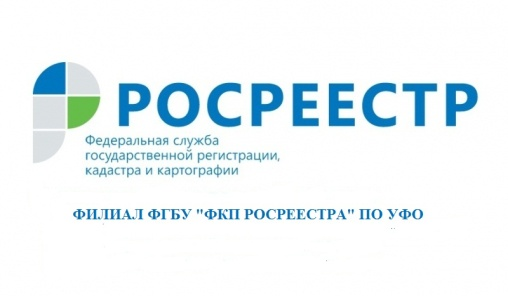 РОСРЕЕСТР
Федеральная служба
государственной регистрации,
кадастра и картографии
ФИЛИАЛ ФГБУ "ФКП РОСРЕЕСТРА" ПО УФО